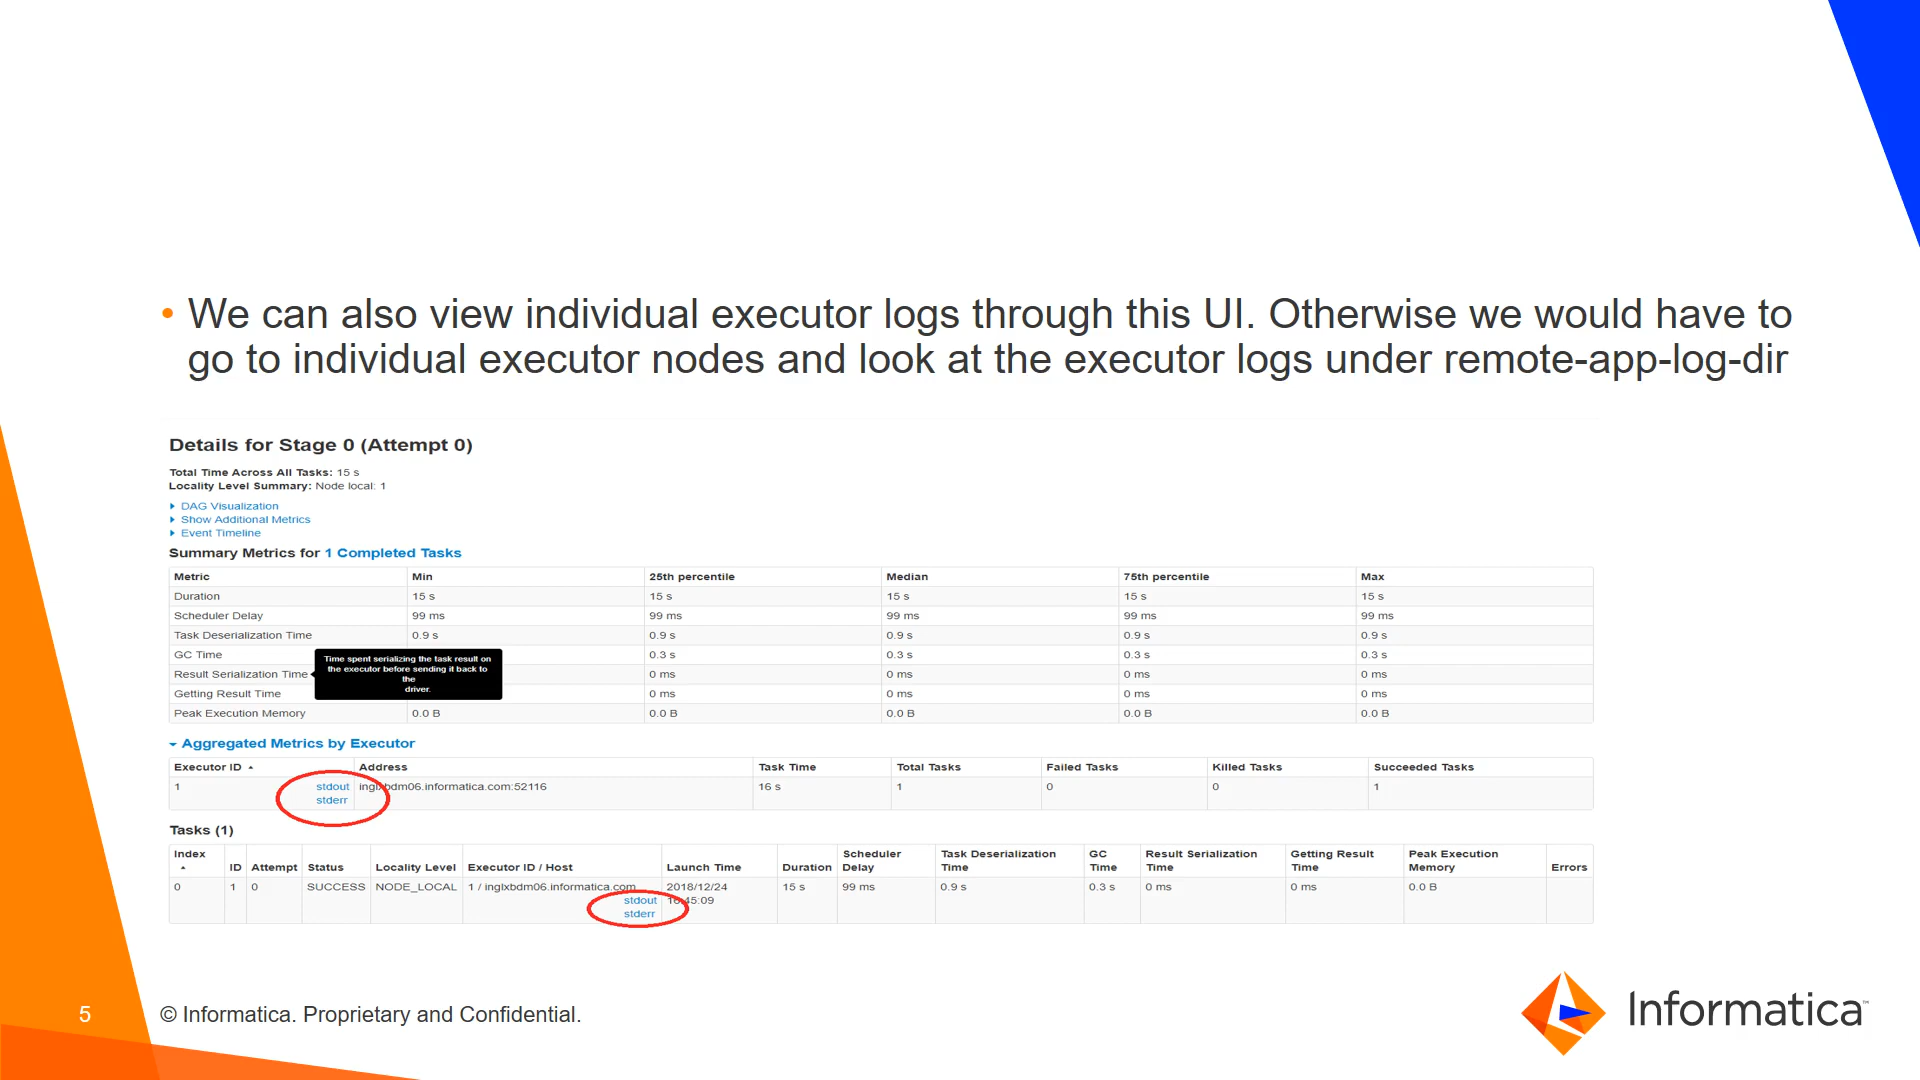 • We can also view individual executor logs through this UI. Otherwise we would have to
go to individual executor nodes and look at the executor logs under remote-app-log-dir
Details for Stage 0 (Attempt 0)
Total Time Across All Tasks: 15 s
Locality Level Summary: Node local: 1
DAG Visualization
Show Additional Metrics
Event Timeline
Summary Metrics for 1 Completed Tasks
Metric Min 25th percentile Median 75th percentile Max
Duration 15 s 15 s 15 s 15 s 15 s
Scheduler Delay 99 ms 99 ms 99 ms 99 ms 99 ms
Task Deserialization Time 0.9 s 0.9 s 0.9 s 0.9 s 0.9 s
GC Time 0.3 s 0.3 s 0.3 s 0.3 s
Result Serialization Time 0 ms 0 ms 0 ms 0 ms
Getting Result Time 0 ms 0 ms 0 ms 0 ms
Peak Execution Memory 0.0 B 0.0 B 0.0 B 0.0 B 0.0 B
Time spent serializing the task result on
the executor before sending it back to
the
driver.
Aggregated Metrics by Executor
Executor ID Address Task Time Total Tasks Failed Tasks Killed Tasks Succeeded Tasks
1 stdout inglxbdm06.informatica.com:52116 16 s 1 0 0 1
stderr
Tasks (1)
Index ID Attempt Status Locality Level Executor ID / Host Launch Time Duration Scheduler Delay Task Deserialization Time GC Time Result Serialization Time Getting Result Time Peak Execution Memory Errors
0 1 0 SUCCESS NODE_LOCAL 1 / inglxbdm06.informatica.com 2018/12/24 15 s 99 ms 0.9 s 0.3 s 0 ms 0 ms 0.0 B
stdout :45:09
stderr
5
© Informatica. Proprietary and Confidential.
Informatica™